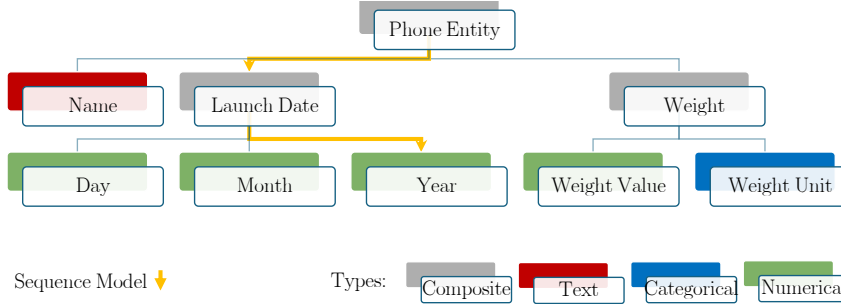 Phone Entity
Name Launch Date Weight
Day Month Year Weight Value Weight Unit
Sequence Model Types: Composite Text Categorical Numerica